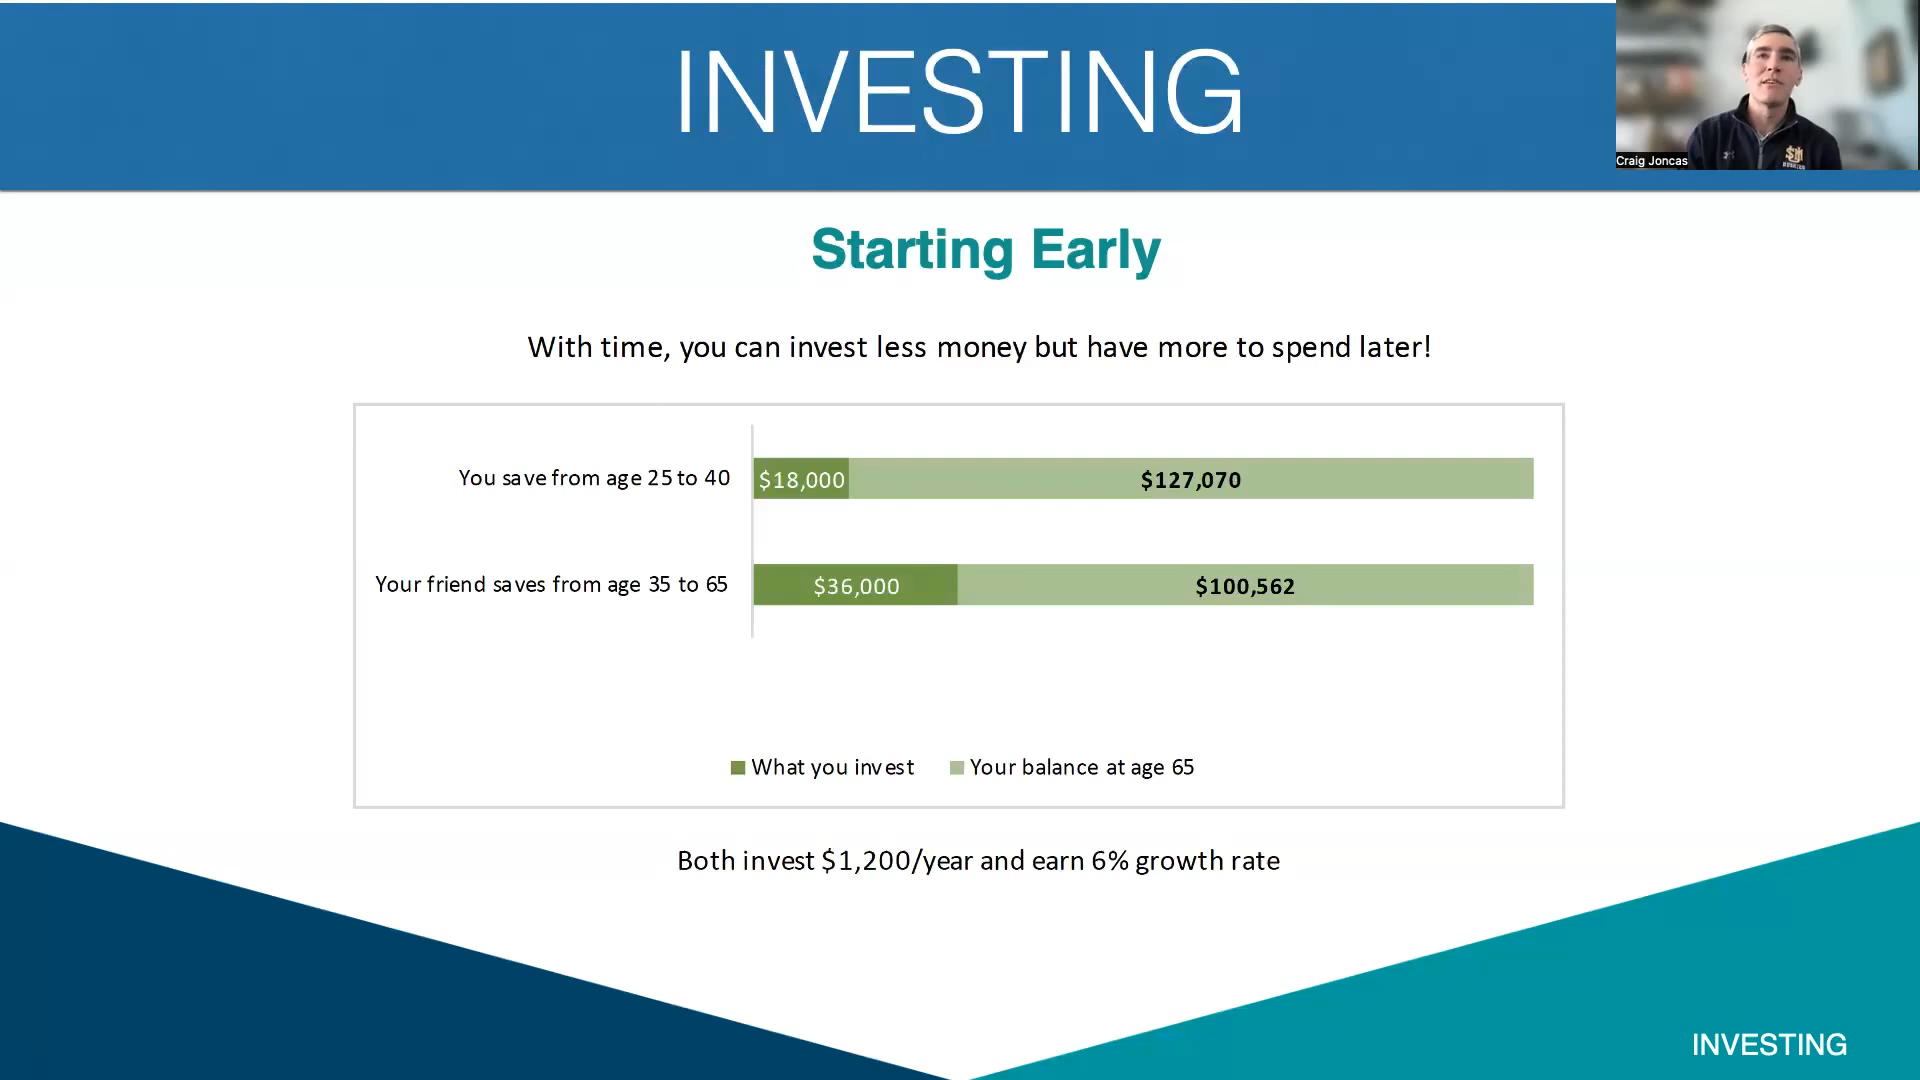 INVESTING
Craig Joncas
Starting Early
With time, you can invest less money but have more to spend later!
You save from age 25 to 40
$18,000
$127,070
Your friend saves from age 35 to 65
$36,000
$100,562
What you invest
Your balance at age 65
Both invest $1,200/year and earn 6% growth rate
INVESTING